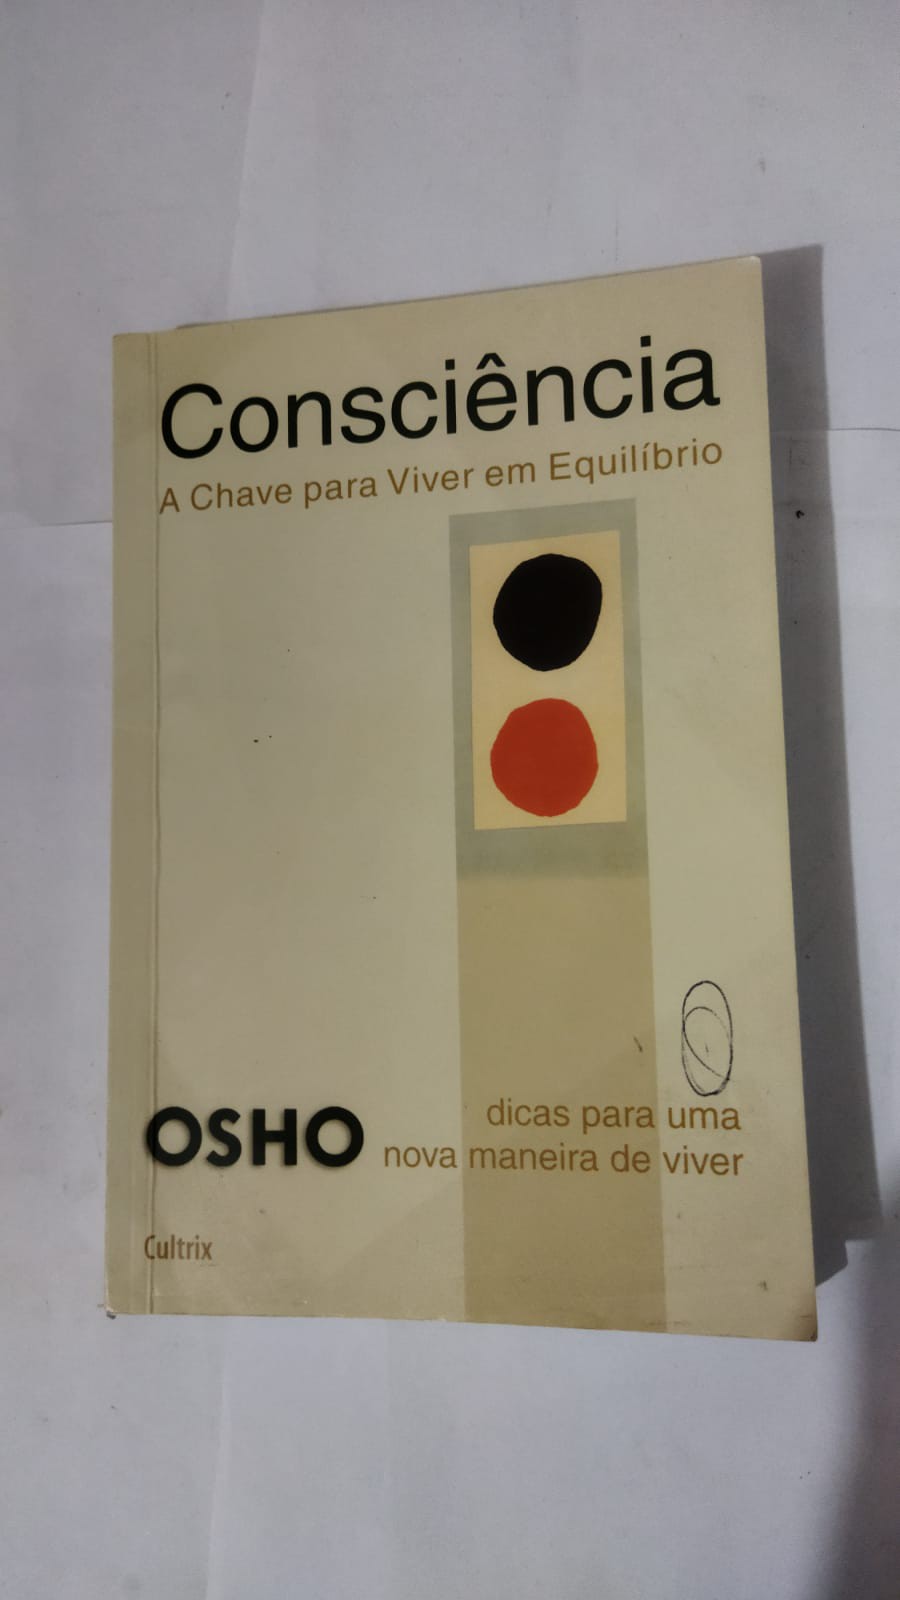 Consciência
A Chave para Viver em Equilíbrio
dicas para uma
OSHO nova maneira de viver
Cultrix